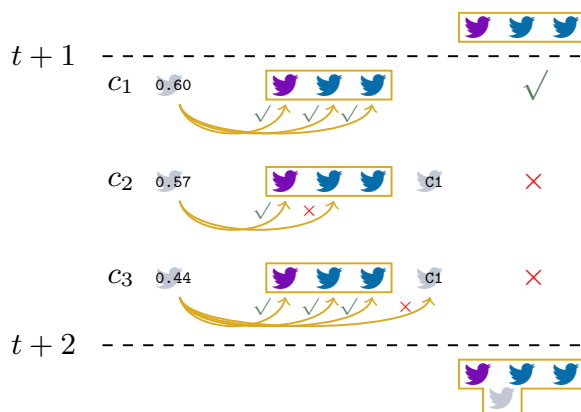 t + 1
c1 0.60 ✓
√ √ √
c2 0.57 C1 ×
√ ×
c3 0.44 C1 ×
√ √ √ ×
t + 2